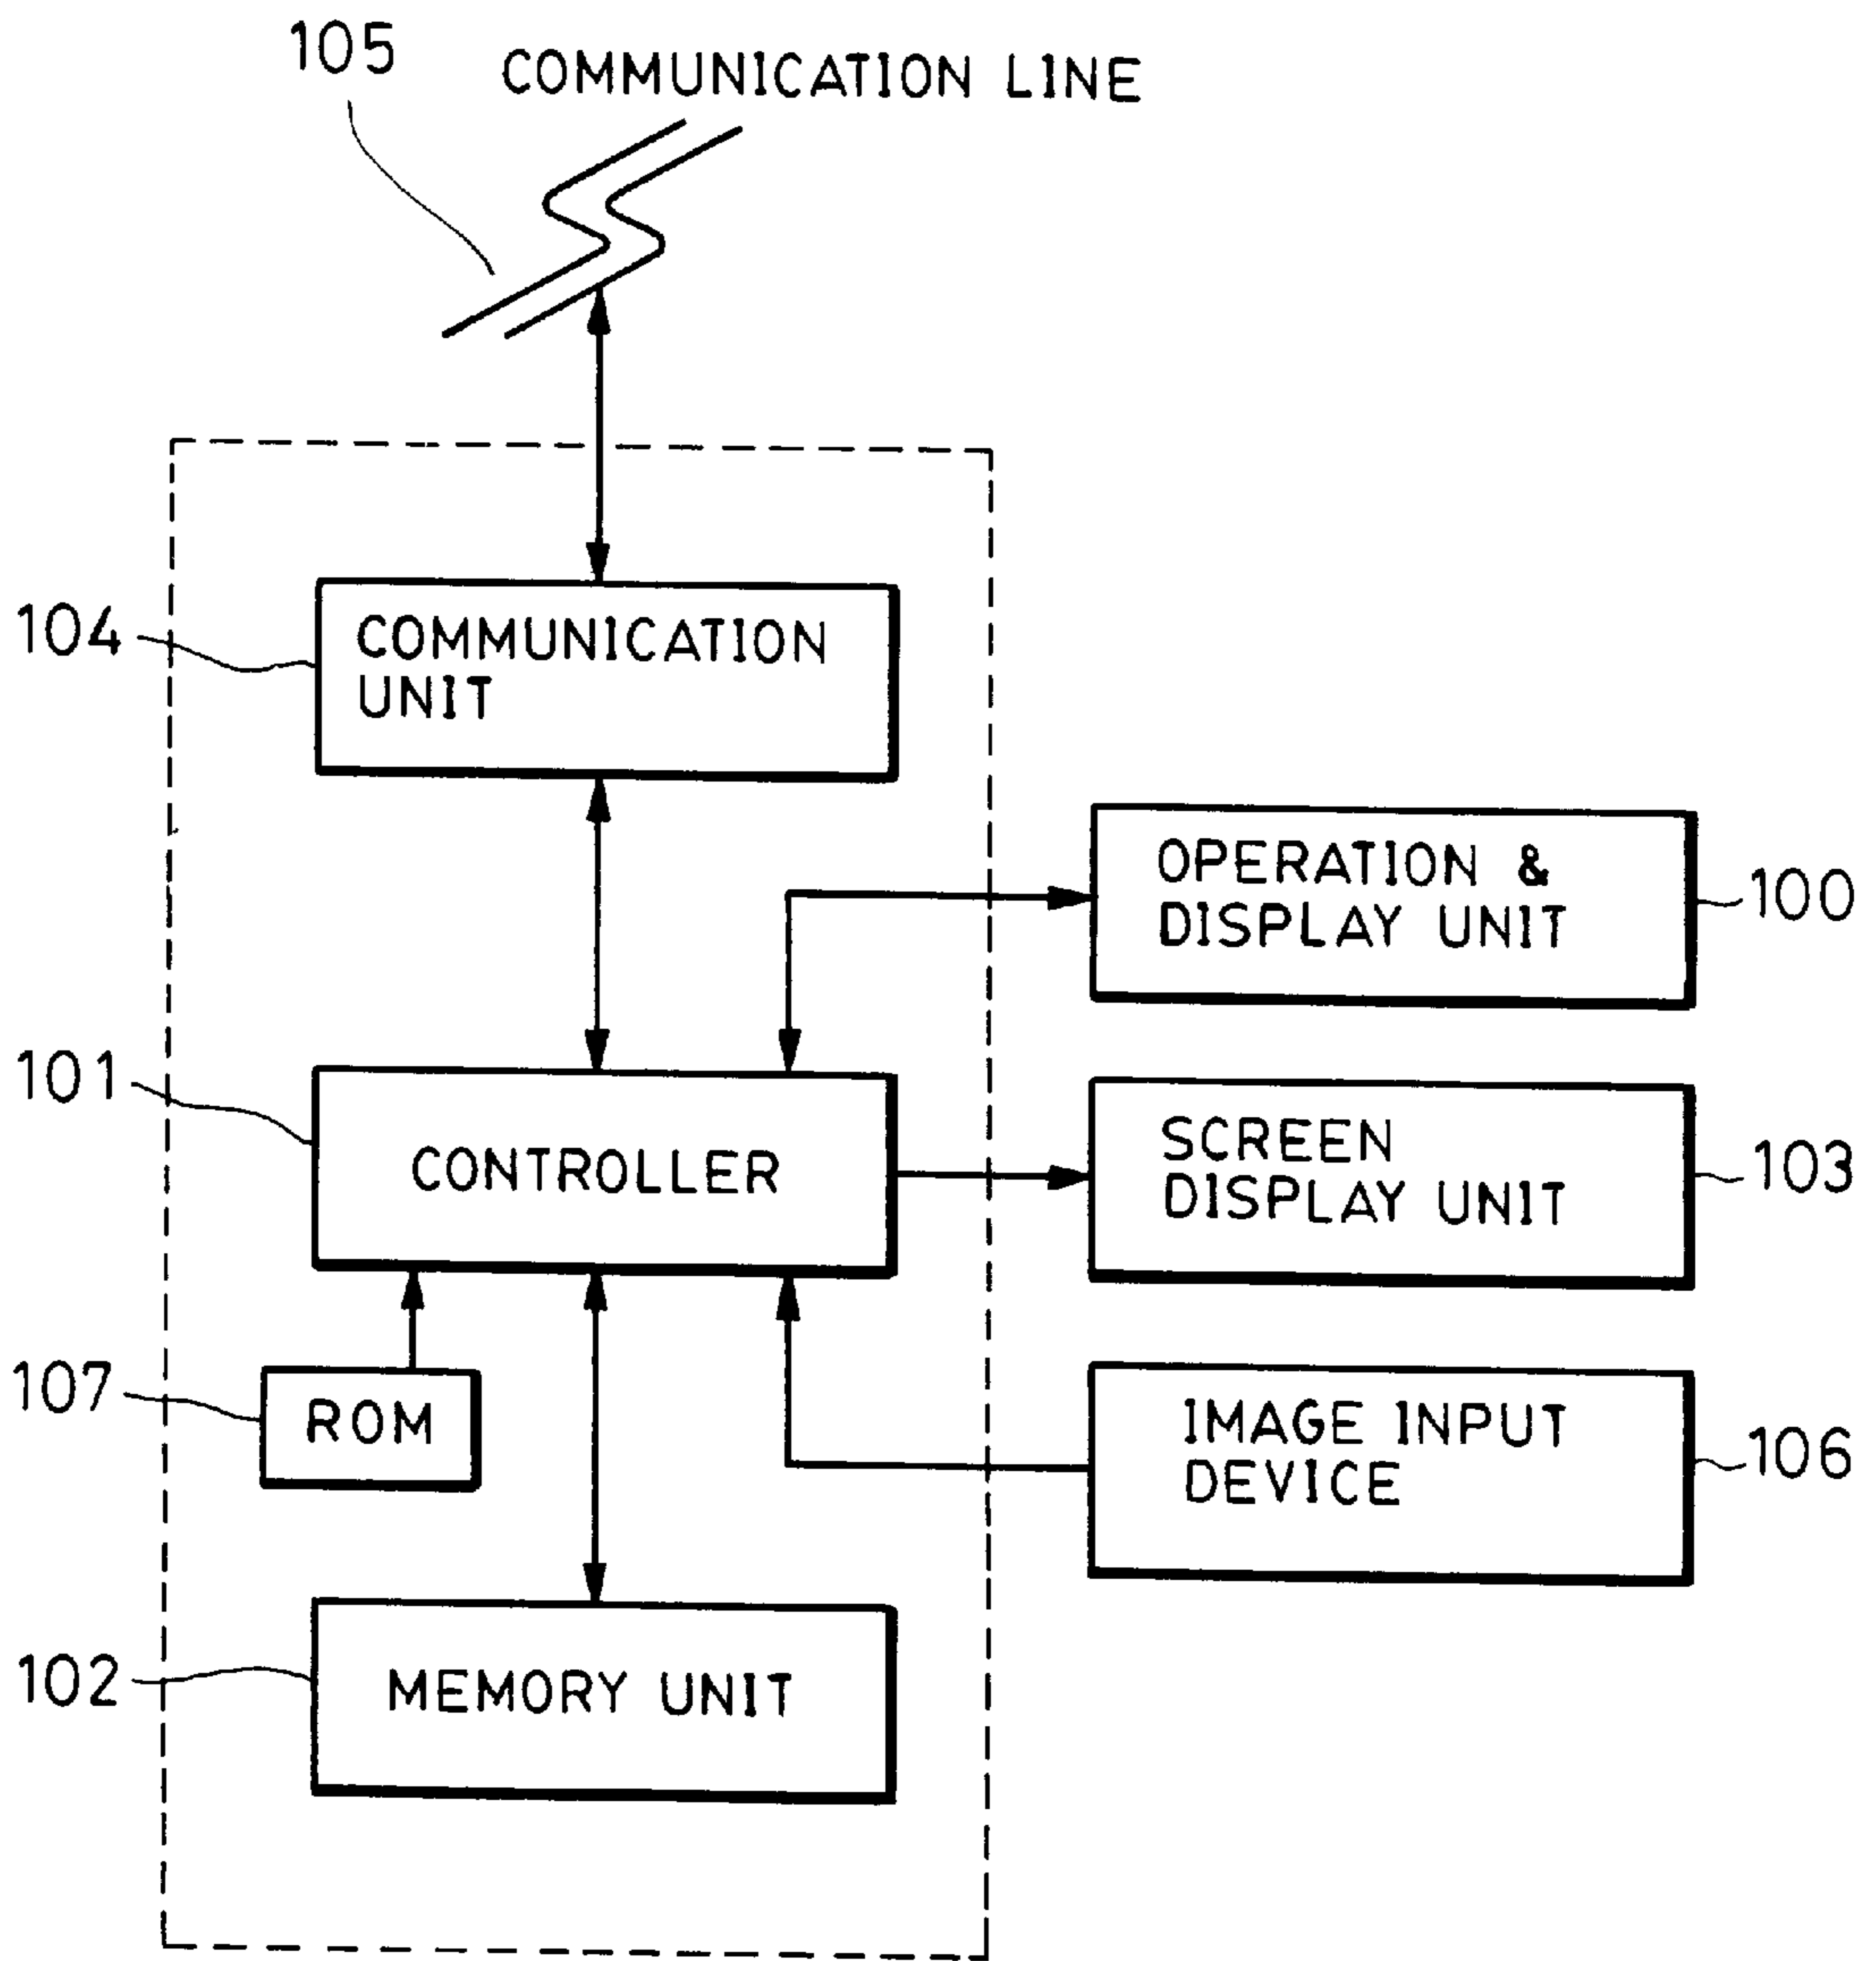 105
COMMUNICATION LINE
104
COMMUNICATION
UNIT
OPERATION &
DISPLAY UNIT
100
101
CONTROLLER
SCREEN
DISPLAY UNIT
103
107
ROM
IMAGE INPUT
DEVICE
106
102
MEMORY UNIT